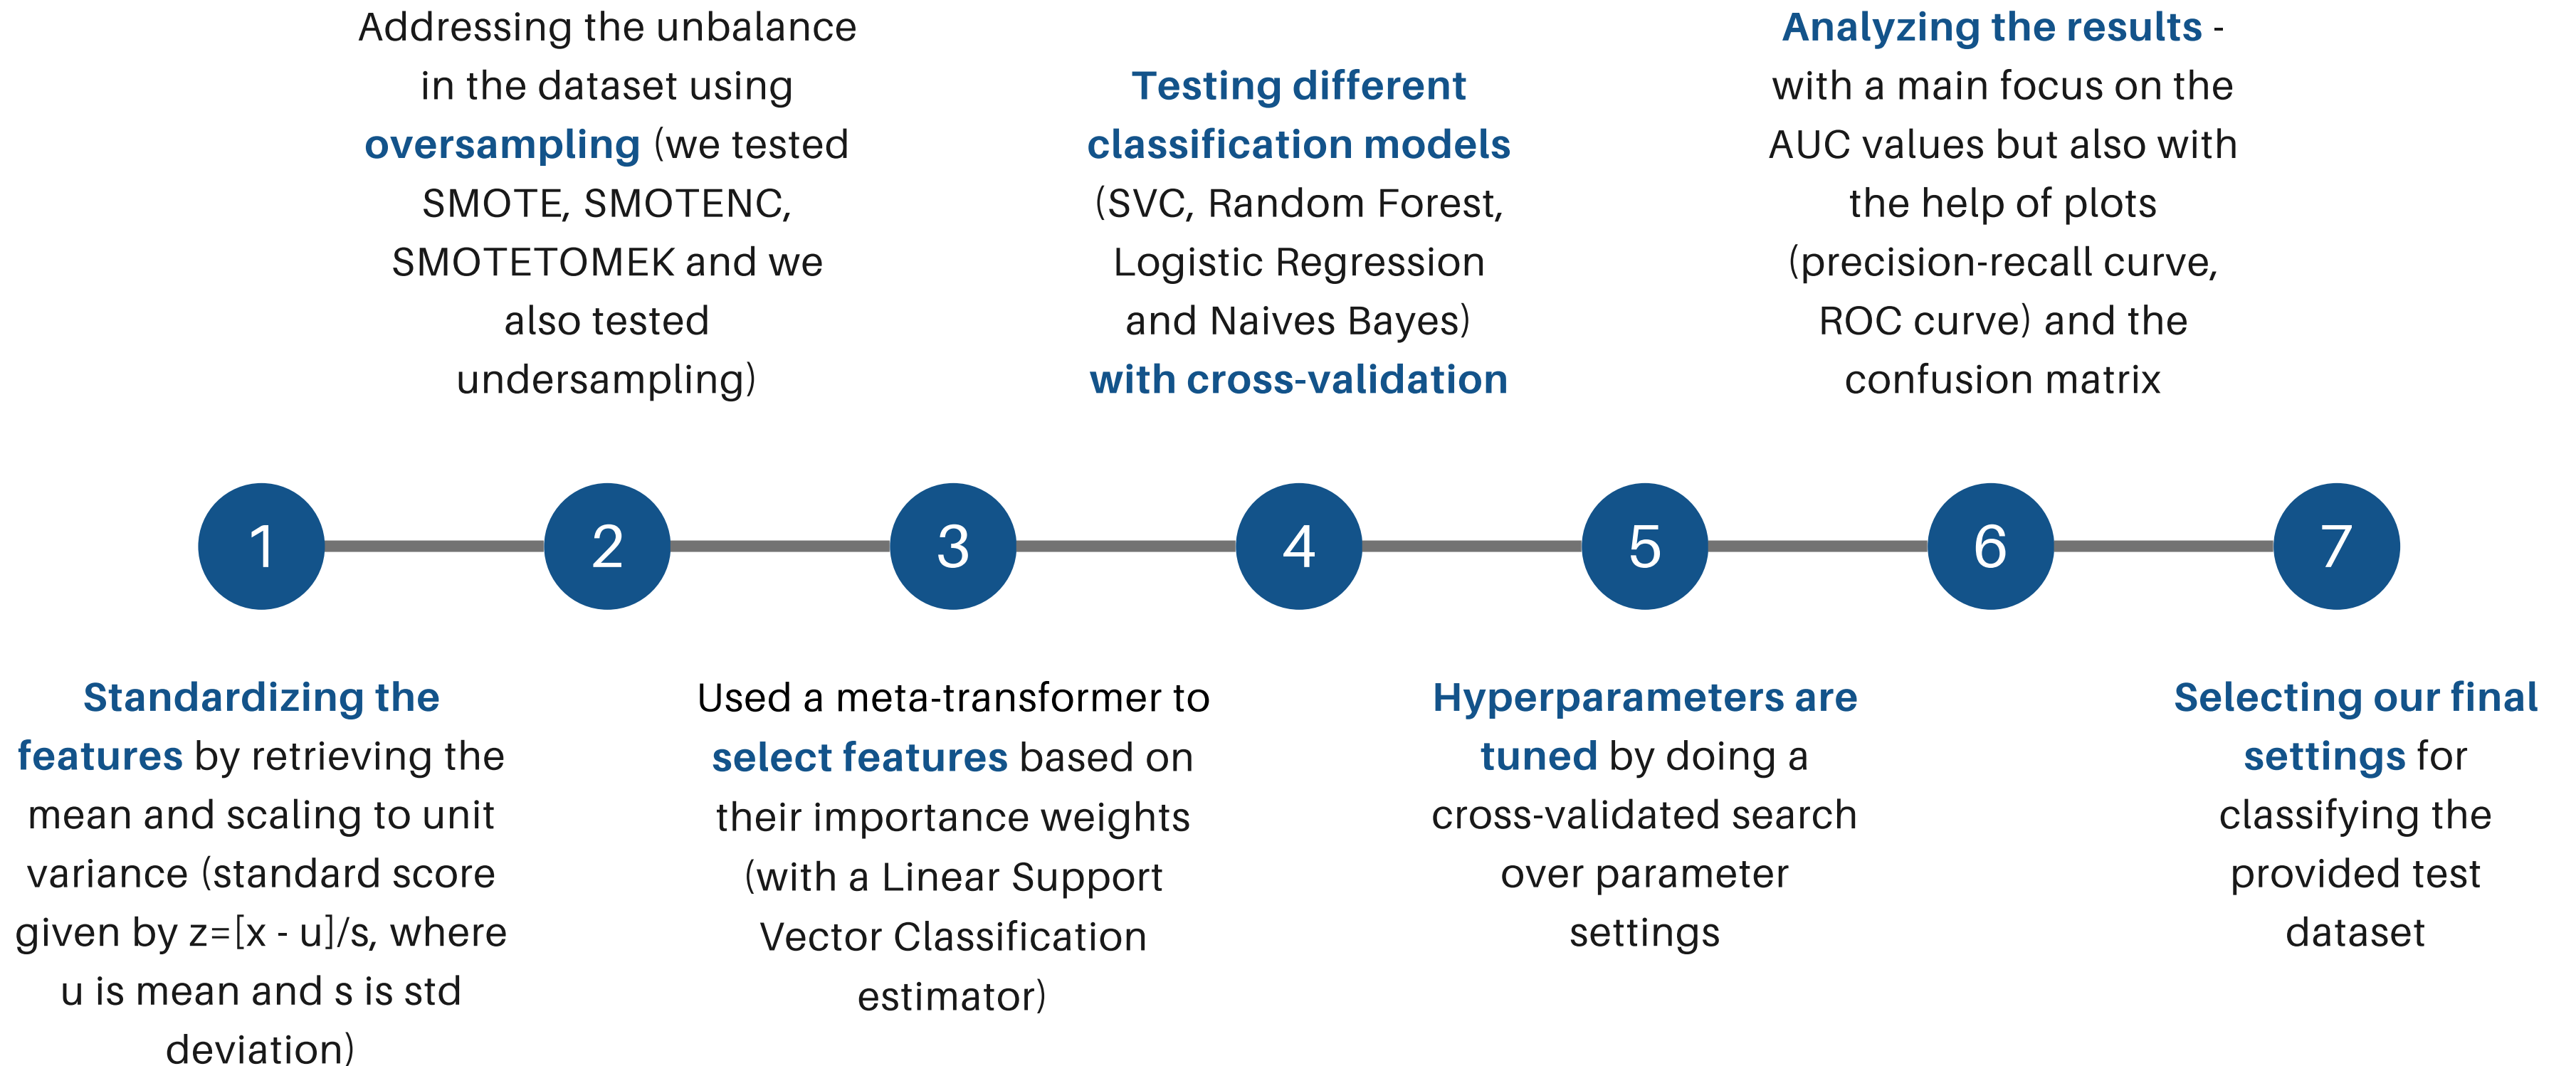 Addressing the unbalance
in the dataset using
oversampling (we tested
SMOTE, SMOTENC,
SMOTETOMEK and we
also tested
undersampling)
Testing different
classification models
(SVC, Random Forest,
Logistic Regression
and Naives Bayes)
with cross-validation
Analyzing the results -
with a main focus on the
AUC values but also with
the help of plots
(precision-recall curve,
ROC curve) and the
confusion matrix
1
2
3
4
5
6
7
Standardizing the
features by retrieving the
mean and scaling to unit
variance (standard score
given by z=[x - u]/s, where
u is mean and s is std
deviation)
Used a meta-transformer to
select features based on
their importance weights
(with a Linear Support
Vector Classification
estimator)
Hyperparameters are
tuned by doing a
cross-validated search
over parameter
settings
Selecting our final
settings for
classifying the
provided test
dataset